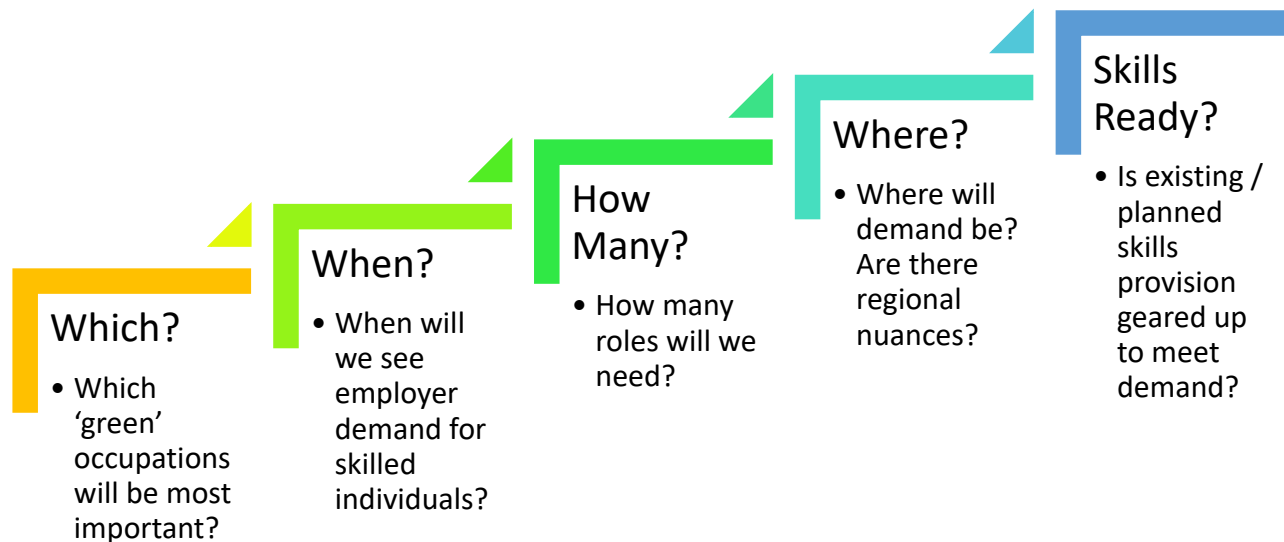 Which?
• Which
‘green’
occupations
will be most
important?
When?
• When will
we see
employer
demand for
skilled
individuals?
How
Many?
• How many
roles will we
need?
Where?
• Where will
demand be?
Are there
regional
nuances?
Skills
Ready?
• Is existing /
planned
skills
provision
geared up
to meet
demand?